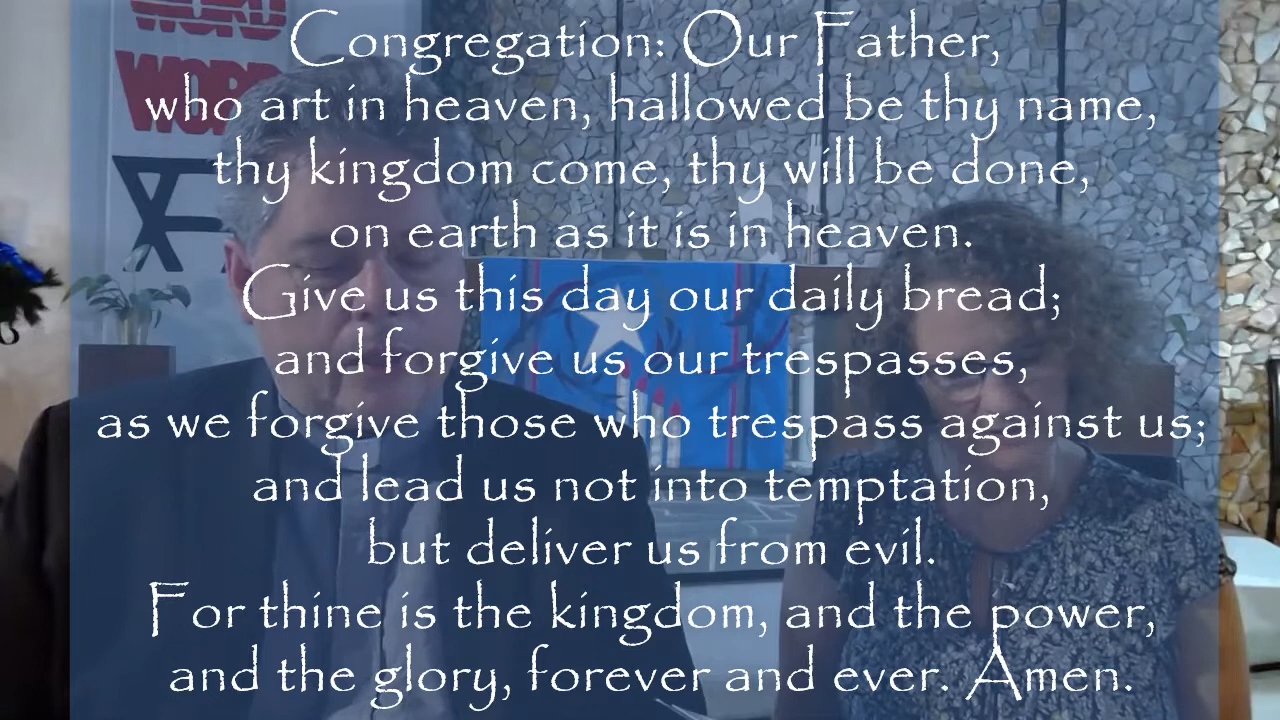 WORD
WORD
Congregation: Our Father,
who art in heaven, hallowed be thy name,
thy kingdom come, thy will be done,
on earth as it is in heaven.
Give us this day our daily bread;
and forgive us our trespasses,
as we forgive those who trespass against us;
and lead us not into temptation,
but deliver us from evil.
For thine is the kingdom, and the power,
and the glory, forever and ever. Amen.